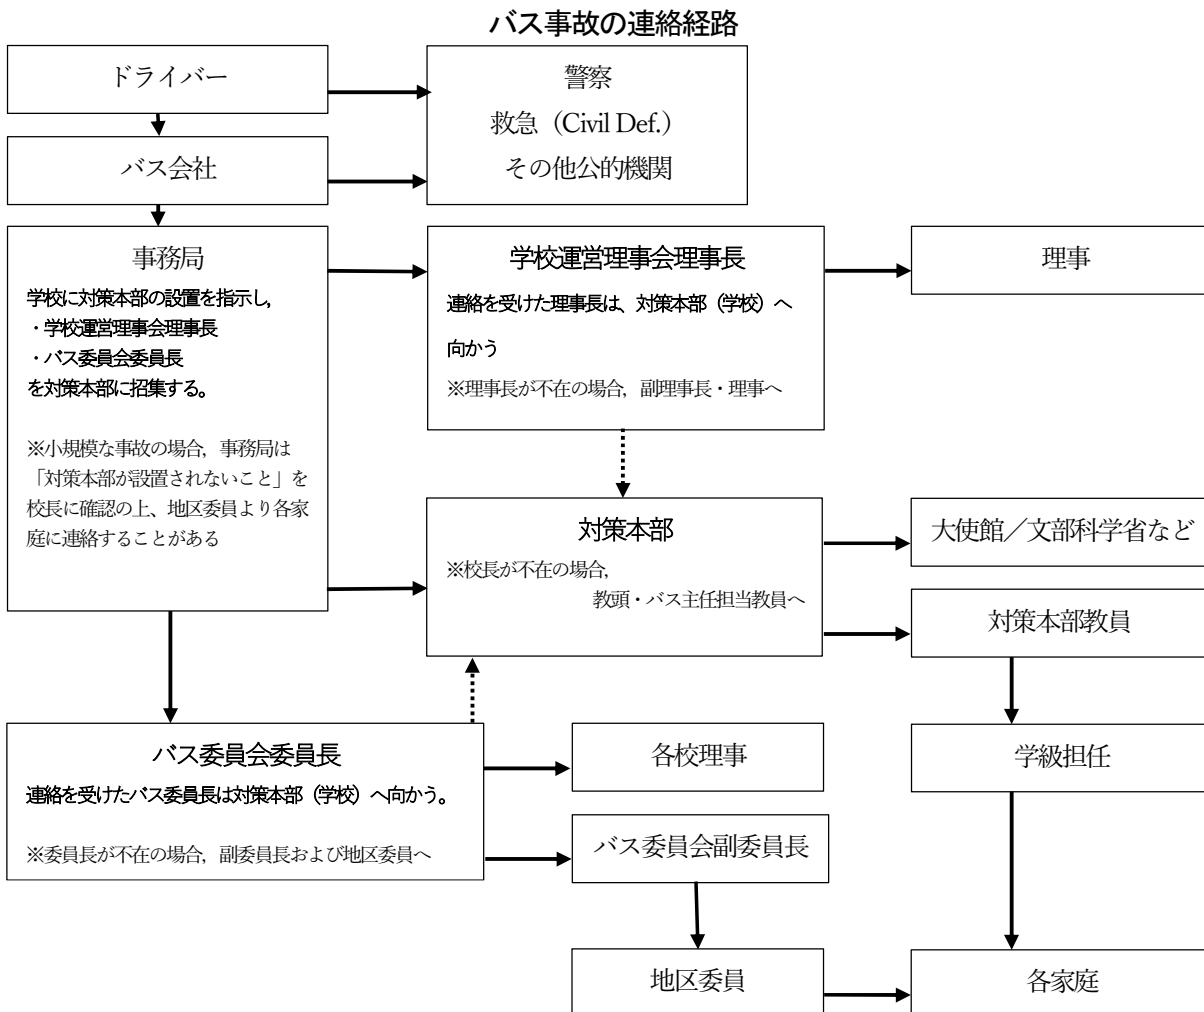 バス事故の連絡経路
ドライバー
警察
救急（Civil Def.）
その他公的機関
バス会社
事務局
学校に対策本部の設置を指示し,
・学校運営理事会理事長
・バス委員会委員長
を対策本部に招集する。
※小規模な事故の場合, 事務局は
「対策本部が設置されないこと」を
校長に確認の上、地区委員より各家
庭に連絡することがある
学校運営理事会理事長
連絡を受けた理事長は、対策本部（学校）へ
向かう
※理事長が不在の場合, 副理事長・理事へ
理事
対策本部
※校長が不在の場合,
教頭・バス主任担当教員へ
大使館／文部科学省など
対策本部教員
バス委員会委員長
連絡を受けたバス委員長は対策本部（学校）へ向かう。
※委員長が不在の場合, 副委員長および地区委員へ
各校理事
学級担任
バス委員会副委員長
地区委員
各家庭